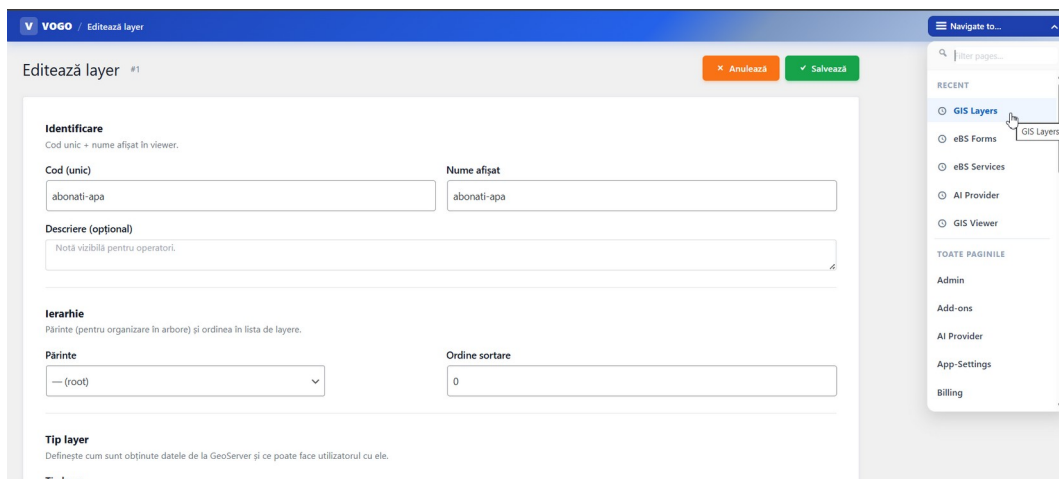 V VOGO / Editează layer
Navigate to...
Editează layer #1
× Anulează
✓ Salvează
Identificare
Cod unic + nume afișat în viewer.
Cod (unic)
Nume afișat
abonati-apa
abonati-apa
Descriere (opțional)
Notă vizibilă pentru operatori.
Ierarhie
Părinte (pentru organizare în arbore) și ordinea în lista de layere.
Părinte
Ordine sortare
— (root)
0
Tip layer
Definește cum sunt obținute datele de la GeoServer și ce poate face utilizatorul cu ele.
Filter pages...
RECENT
GIS Layers
GIS Layers
eBS Forms
eBS Services
AI Provider
GIS Viewer
TOATE PAGINILE
Admin
Add-ons
AI Provider
App-Settings
Billing